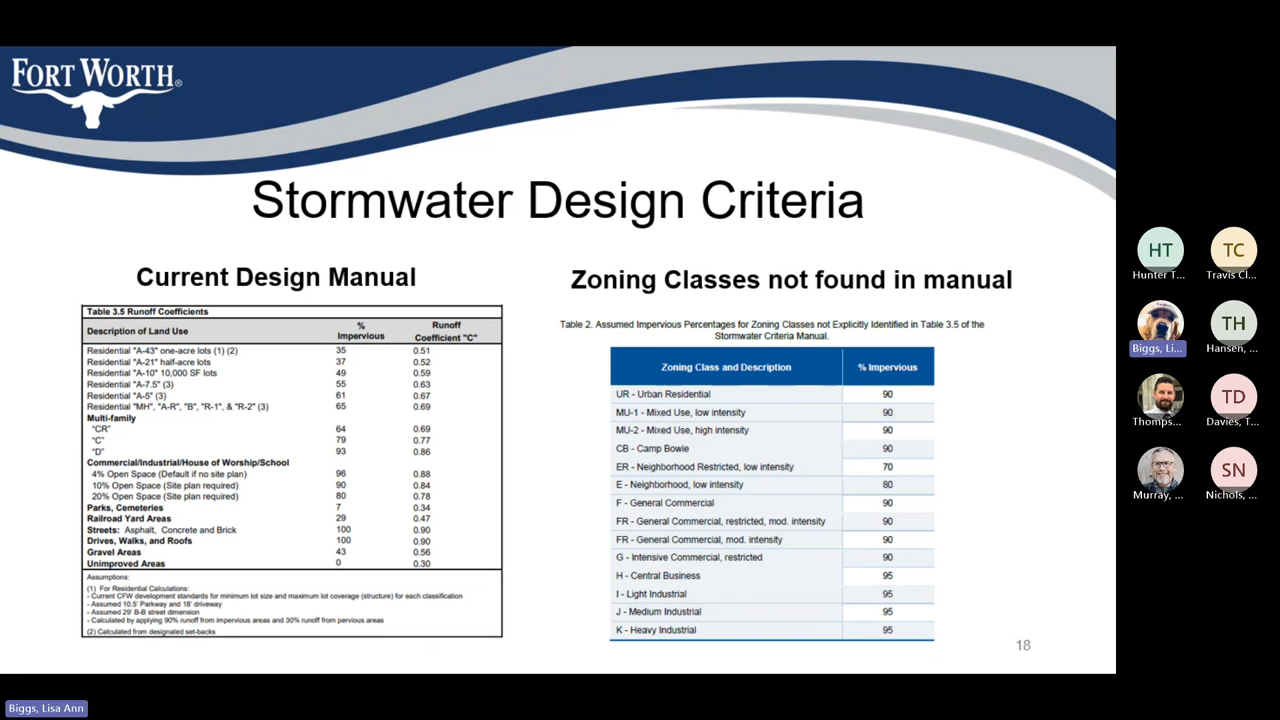 FORT WORTH®
Stormwater Design Criteria
Current Design Manual
Table 3.5 Runoff Coefficients
Description of Land Use % Impervious Runoff Coefficient "C"
Residential "A-43" one-acre lots (1) (2) 35 0.51
Residential "A-21" half-acre lots 37 0.52
Residential "A-10" 10,000 SF lots 49 0.59
Residential "A-7.5" (3) 55 0.63
Residential "A-5" (3) 61 0.67
Residential "MH", "A-R", "B", "R-1", & "R-2" (3) 65 0.69
Multi-family
"CR" 64 0.69
"C" 79 0.77
"D" 93 0.86
Commercial/Industrial/House of Worship/School
4% Open Space (Default if no site plan) 96 0.88
10% Open Space (Site plan required) 90 0.84
20% Open Space (Site plan required) 80 0.78
Parks, Cemeteries 7 0.34
Railroad Yard Areas 29 0.47
Streets: Asphalt, Concrete and Brick 100 0.90
Drives, Walks, and Roofs 100 0.90
Gravel Areas 43 0.56
Unimproved Areas 0 0.30
Assumptions:
(1) For Residential Calculations:
- Current CFW development standards for minimum lot size and maximum lot coverage (structure) for each classification
- Assumed 10.5' Parkway and 18' driveway
- Assumed 29' B-B street dimension
- Calculated by applying 90% runoff from impervious areas and 30% runoff from pervious areas
(2) Calculated from designated set-backs
Zoning Classes not found in manual
Table 2. Assumed Impervious Percentages for Zoning Classes not Explicitly Identified in Table 3.5 of the
Stormwater Criteria Manual.
Zoning Class and Description % Impervious
UR - Urban Residential 90
MU-1 - Mixed Use, low intensity 90
MU-2 - Mixed Use, high intensity 90
CB - Camp Bowie 90
ER - Neighborhood Restricted, low intensity 70
E - Neighborhood, low intensity 80
F - General Commercial 90
FR - General Commercial, restricted, mod. intensity 90
FR - General Commercial, mod. intensity 90
G - Intensive Commercial, restricted 90
H - Central Business 95
I - Light Industrial 95
J - Medium Industrial 95
K - Heavy Industrial 95
18
HT TC
Hunter T... Travis Cl...
TH
Biggs, Li... Hansen, ...
TD
Thomps... Davies, T...
SN
Murray, ... Nichols, ...
Biggs, Lisa Ann